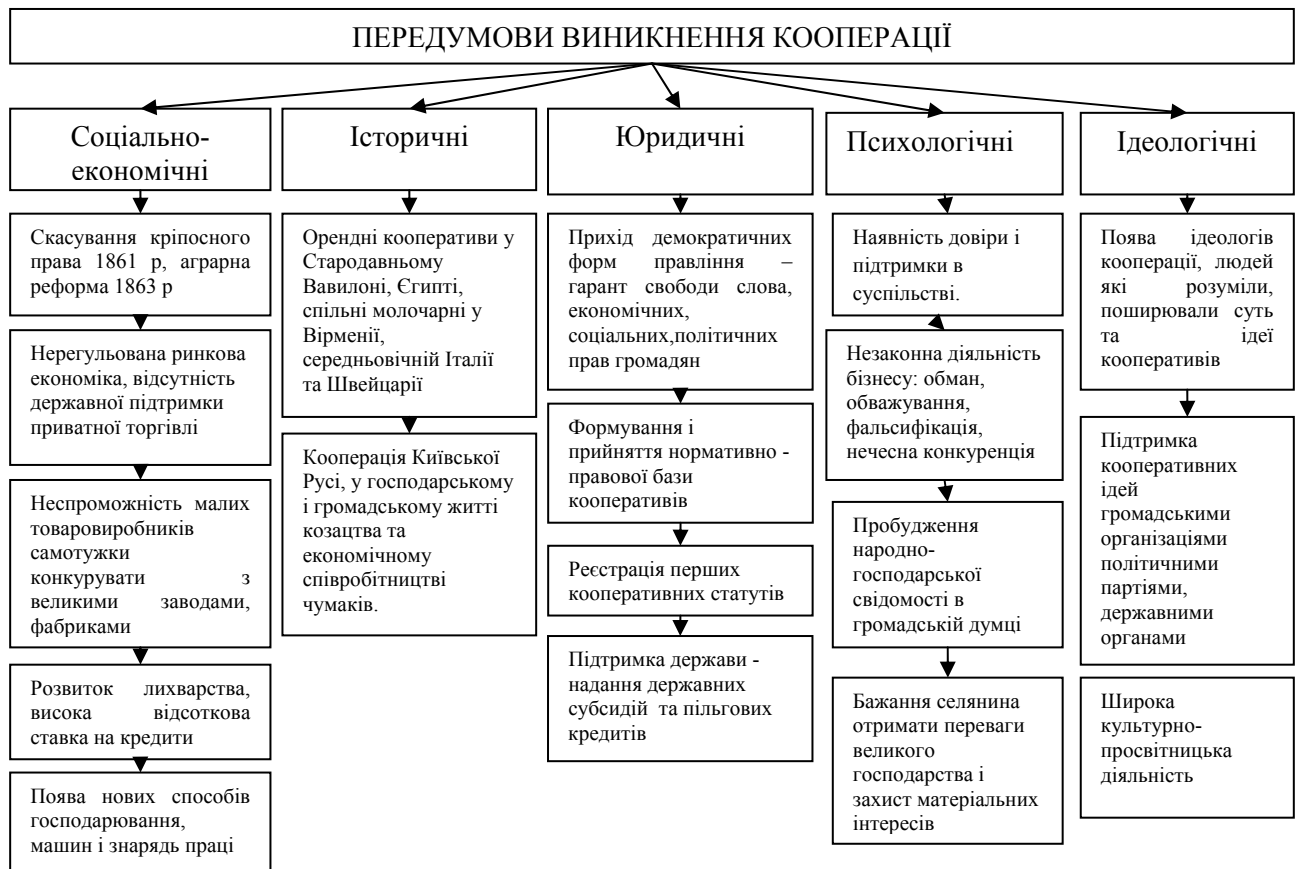 ПЕРЕДУМОВИ ВИНИКНЕННЯ КООПЕРАЦІЇ
Соціально-
економічні
Скасування кріпосного
права 1861 р, аграрна
реформа 1863 р
Нерегульована ринкова
економіка, відсутність
державної підтримки
приватної торгівлі
Неспроможність малих
товаровиробників
самотужки
конкурувати з
великими заводами,
фабриками
Розвиток лихварства,
висока відсоткова
ставка на кредити
Поява нових способів
господарювання,
машин і знарядь праці
Історичні
Орендні кооперативи у
Стародавньому
Вавилоні, Єгипті,
спільні молочарні у
Вірменії,
середньовічній Італії
та Швейцарії
Кооперація Київської
Русі, у господарському
і громадському житті
козацтва та
економічному
співробітництві
чумаків.
Юридичні
Прихід демократичних
форм правління –
гарант свободи слова,
економічних,
соціальних,політичних
прав громадян
Формування і
прийняття нормативно -
правової бази
кооперативів
Реєстрація перших
кооперативних статутів
Підтримка держави -
надання державних
субсидій та пільгових
кредитів
Психологічні
Наявність довіри і
підтримки в
суспільстві.
Незаконна діяльність
бізнесу: обман,
обважування,
фальсифікація,
нечесна конкуренція
Пробудження
народно-
господарської
свідомості в
громадській думці
Бажання селянина
отримати переваги
великого
господарства і
захист матеріальних
інтересів
Ідеологічні
Поява ідеологів
кооперації, людей
які розуміли,
поширювали суть
та ідеї
кооперативів
Підтримка
кооперативних
ідей
громадськими
організаціями
політичними
партіями,
державними
органами
Широка
культурно-
просвітницька
діяльність